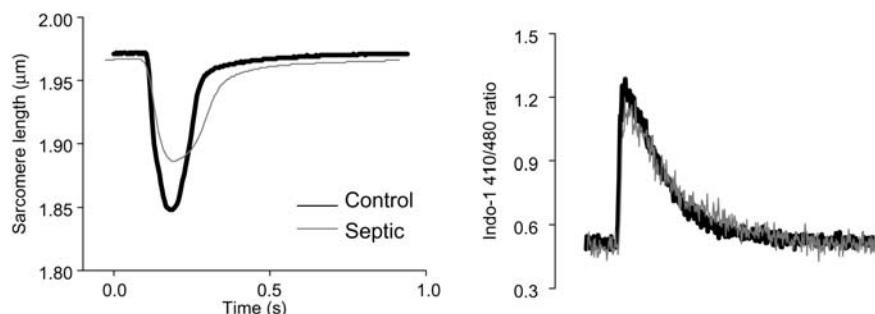 2.00
1.95
1.90
1.85
1.80
Sarcomere length (μm)
Control
Septic
0.0
0.5
1.0
Time (s)
1.5
1.2
0.9
0.6
0.3
Indo-1 410/480 ratio